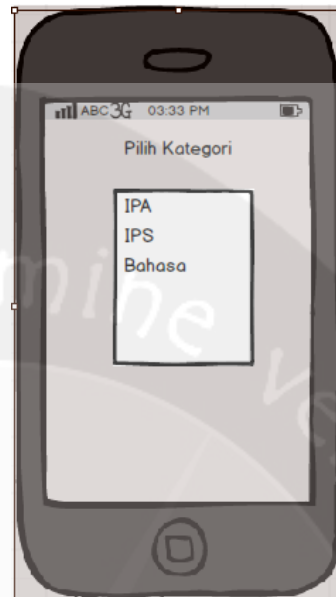 ABC 3G 03:33 PM
Pilih Kategori
IPA
IPS
Bahasa